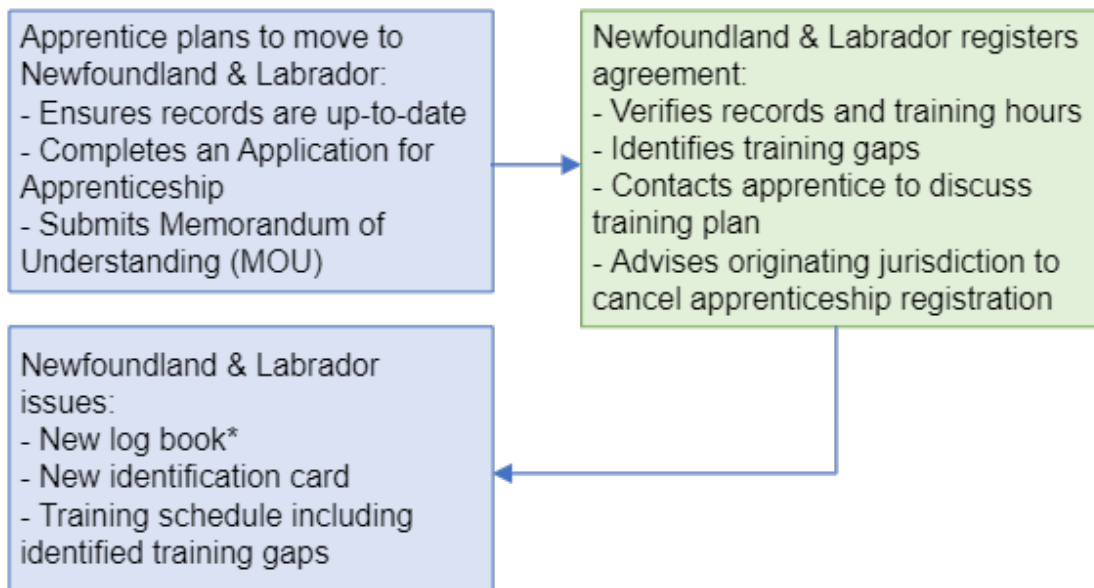 Apprentice plans to move to
Newfoundland & Labrador:
- Ensures records are up-to-date
- Completes an Application for
Apprenticeship
- Submits Memorandum of
Understanding (MOU)
Newfoundland & Labrador registers
agreement:
- Verifies records and training hours
- Identifies training gaps
- Contacts apprentice to discuss
training plan
- Advises originating jurisdiction to
cancel apprenticeship registration
Newfoundland & Labrador
issues:
- New log book*
- New identification card
- Training schedule including
identified training gaps